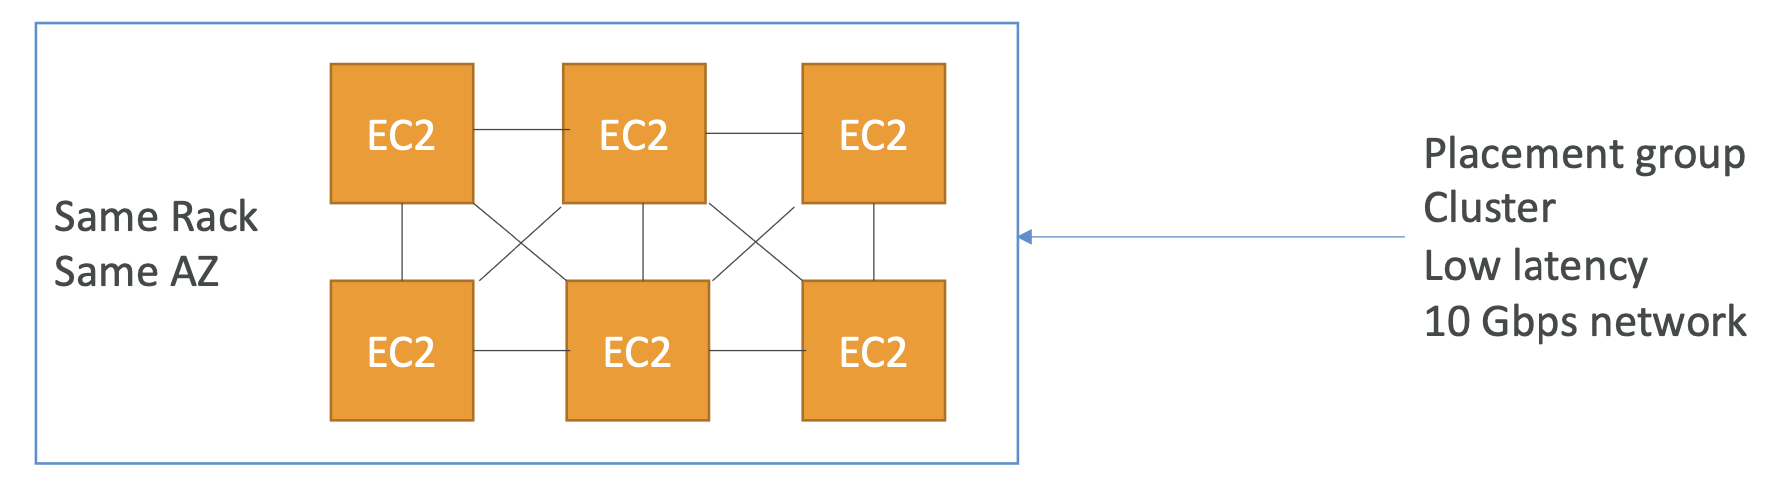 EC2
EC2
EC2
Same Rack
Same AZ
EC2
EC2
EC2
Placement group
Cluster
Low latency
10 Gbps network